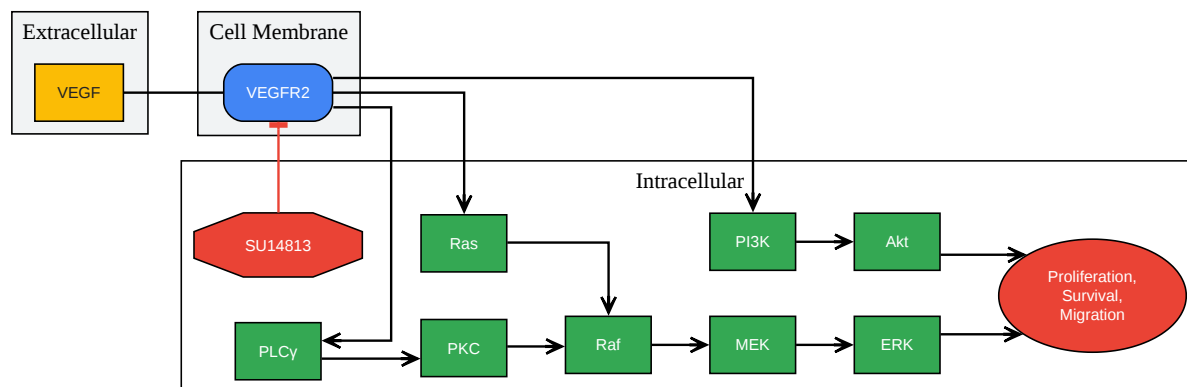 Extracellular
Cell Membrane
VEGF
VEGFR2
Intracellular
SU14813
Ras
PI3K
Akt
Proliferation,
Survival,
Migration
PLCγ
PKC
Raf
MEK
ERK